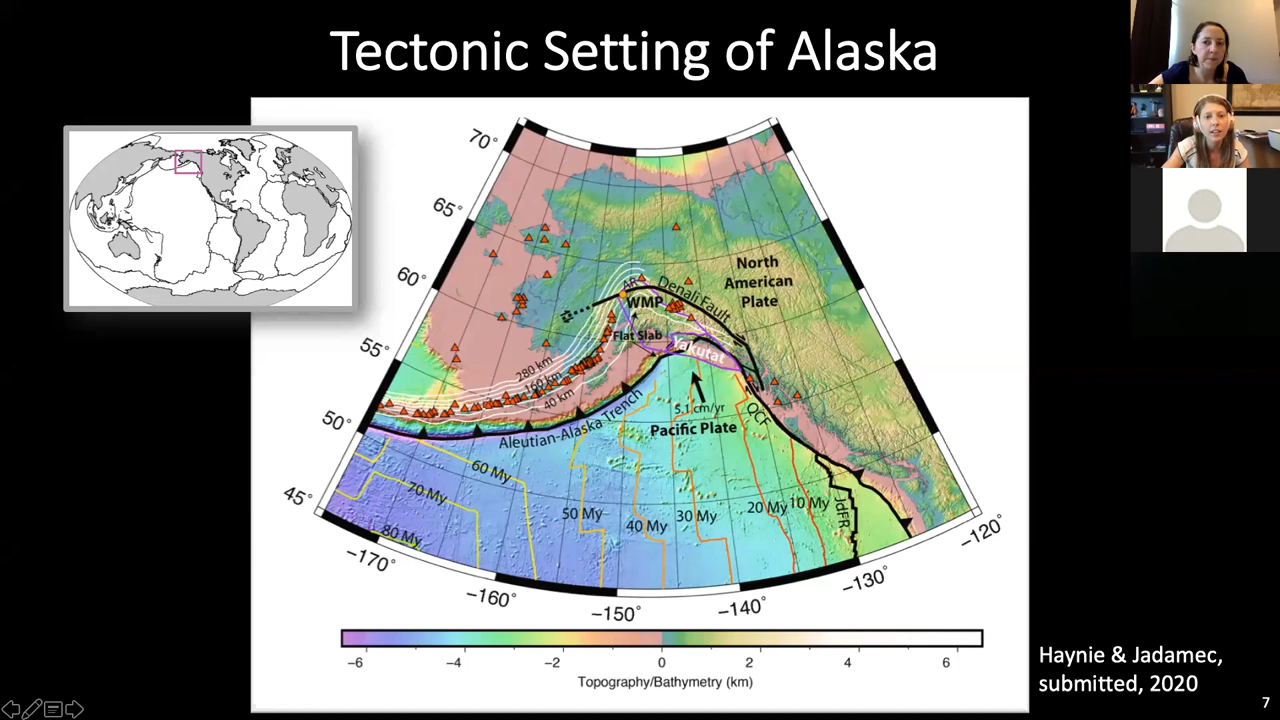 Tectonic Setting of Alaska
70°
65°
60°
55°
50°
45°
North
American
Plate
Denali Fault
AR
WMP
Flat Slab
Yakutat
280 km
160 km
40 km
Aleutian-Alaska Trench
5.1 cm/yr
Pacific Plate
QCF
60 My
70 My
80 My
50 My
40 My
30 My
20 My
10 My
JdFR
−170°
−160°
−150°
−140°
−130°
−120°
−6 −4 −2 0 2 4 6
Topography/Bathymetry (km)
Haynie & Jadamec,
submitted, 2020
7